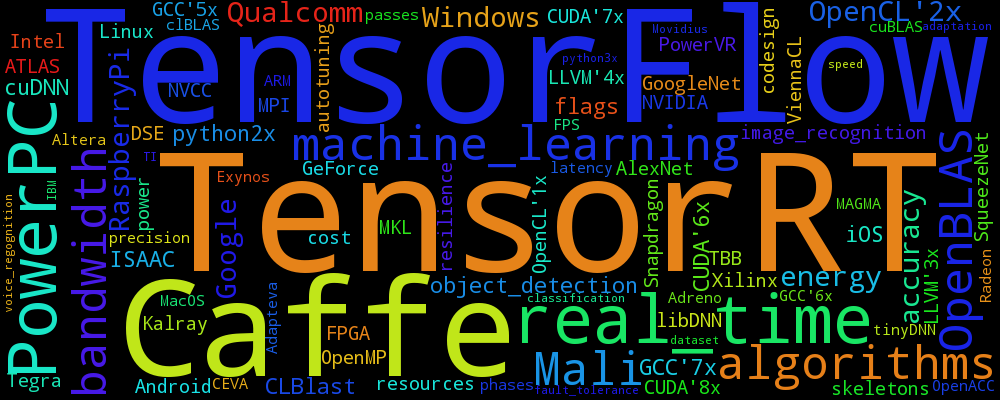 GCC'5x
Qualcomm
passes
Windows
CUDA'7x
OpenCL'2x
clBLAS
Linux
Intel
ATLAS
cuDNN
TensorFlow
Movidius
PowerVR
python3x
LLVM'4x
GoogleNet
NVIDIA
codesign
ViennaCL
speed
cuBLAS
adaptation
RaspberryPi
NVCC
ARM
MPI
autotuning
flags
FPS
PowerPC
Altera
DSE
python2x
machine_learning
image_recognition
TI
IBM
bandwidth
power
Exynos
GeForce
latency
AlexNet
TensorRT
MAGMA
OpenBLAS
SqueezeNet
voice_regognition
precision
ISAAC
Google
cost
MKL
resilience
OpenCL'1x
Snapdragon
CUDA'6x
TBB
iOS
accuracy
LLVM'3x
Radeon
Xilinx
energy
object_detection
classification
Adreno
GCC'6x
MacOS
Kalray
Adapteva
Caffe
FPGA
OpenMP
real_time
libDNN
dataset
tinyDNN
Tegra
Android
CEVA
CLBlast
resources
phases
Mali
fault_tolerance
GCC'7x
CUDA'8x
algorithms
skeletons
OpenACC